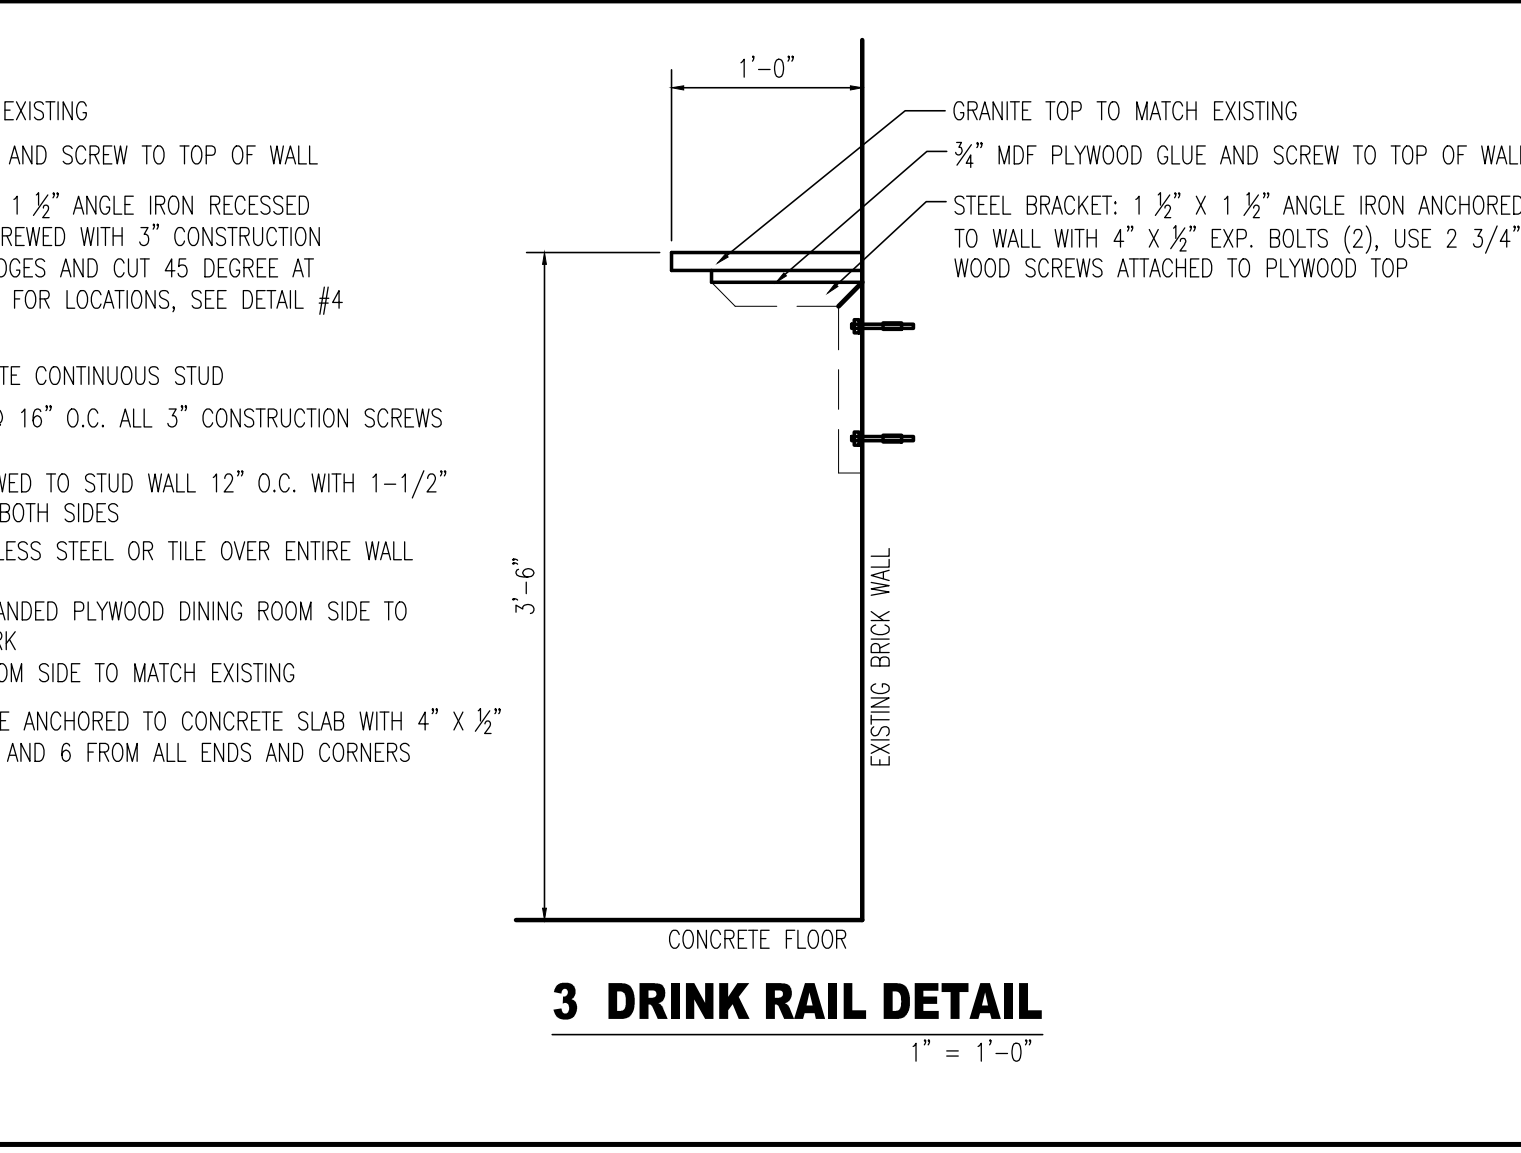 EXISTING
AND SCREW TO TOP OF WALL
1 ½" ANGLE IRON RECESSED
REWED WITH 3" CONSTRUCTION
DGES AND CUT 45 DEGREE AT
FOR LOCATIONS, SEE DETAIL #4
TE CONTINUOUS STUD
@ 16" O.C. ALL 3" CONSTRUCTION SCREWS
WED TO STUD WALL 12" O.C. WITH 1-1/2"
BOTH SIDES
LESS STEEL OR TILE OVER ENTIRE WALL
ANDED PLYWOOD DINING ROOM SIDE TO
RK
OM SIDE TO MATCH EXISTING
E ANCHORED TO CONCRETE SLAB WITH 4" X ½"
AND 6 FROM ALL ENDS AND CORNERS
1'-0"
3'-6"
GRANITE TOP TO MATCH EXISTING
¾" MDF PLYWOOD GLUE AND SCREW TO TOP OF WALL
STEEL BRACKET: 1 ½" X 1 ½" ANGLE IRON ANCHORED
TO WALL WITH 4" X ½" EXP. BOLTS (2), USE 2 3/4"
WOOD SCREWS ATTACHED TO PLYWOOD TOP
EXISTING BRICK WALL
CONCRETE FLOOR
3 DRINK RAIL DETAIL
1" = 1'-0"